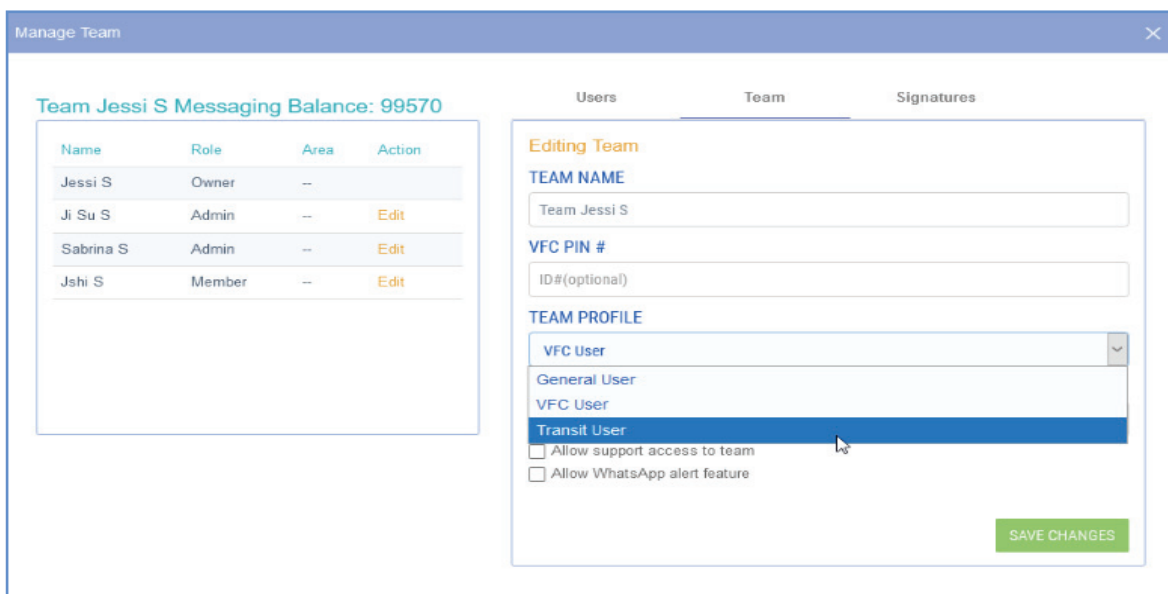 Manage Team
Team Jessi S Messaging Balance: 99570
Name Role Area Action
Jessi S Owner --
Ji Su S Admin -- Edit
Sabrina S Admin -- Edit
Jshi S Member -- Edit
Users Team Signatures
Editing Team
TEAM NAME
Team Jessi S
VFC PIN #
ID#(optional)
TEAM PROFILE
VFC User
General User
VFC User
Transit User
Allow support access to team
Allow WhatsApp alert feature
SAVE CHANGES